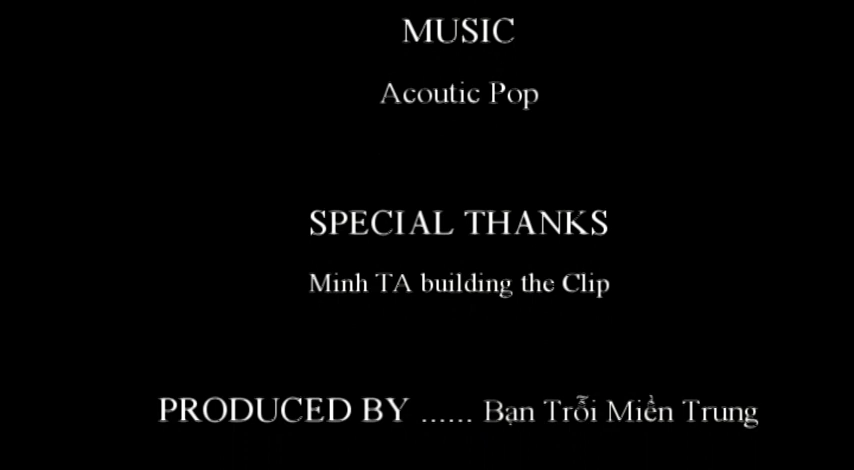 MUSIC
Acoutic Pop
SPECIAL THANKS
Minh TA building the Clip
PRODUCED BY ...... Bạn Trỗi Miền Trung